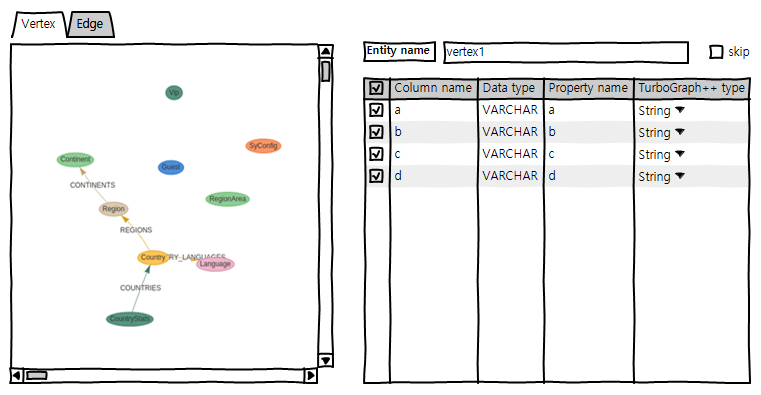 Vertex Edge
Entity name vertex1 skip
Vip
SyConfig
Continent
Guest
CONTINENTS
RegionArea
Region
REGIONS
Country RY_LANGUAGES
Language
COUNTRIES
CountryStats
Column name Data type Property name TurboGraph++ type
a VARCHAR a String
b VARCHAR b String
c VARCHAR c String
d VARCHAR d String